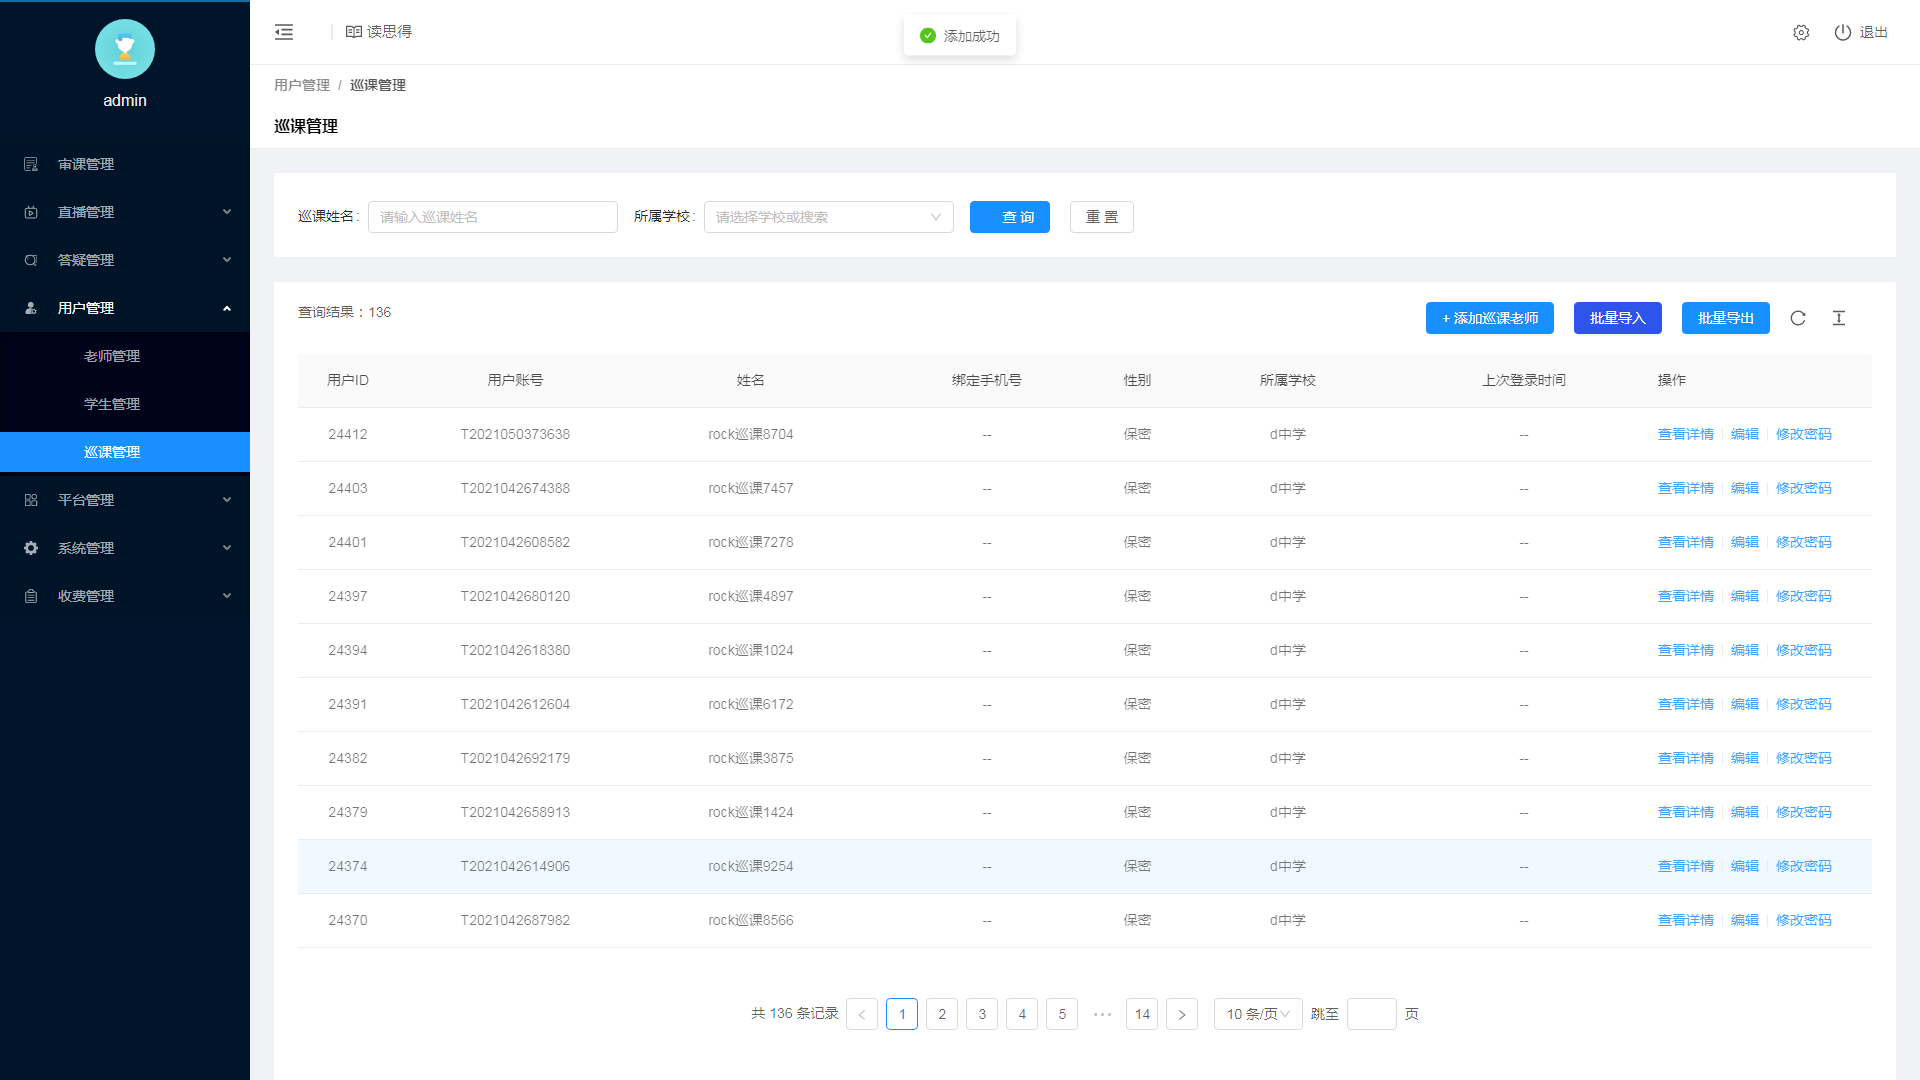 admin
审课管理
直播管理
答疑管理
用户管理
老师管理
学生管理
巡课管理
平台管理
系统管理
收费管理
读思得
添加成功
退出
用户管理 / 巡课管理
巡课管理
巡课姓名: 请输入巡课姓名 所属学校: 请选择学校或搜索 查 询 重 置
查询结果：136 + 添加巡课老师 批量导入 批量导出
用户ID 用户账号 姓名 绑定手机号 性别 所属学校 上次登录时间 操作
24412 T2021050373638 rock巡课8704 -- 保密 d中学 -- 查看详情 编辑 修改密码
24403 T2021042674388 rock巡课7457 -- 保密 d中学 -- 查看详情 编辑 修改密码
24401 T2021042608582 rock巡课7278 -- 保密 d中学 -- 查看详情 编辑 修改密码
24397 T2021042680120 rock巡课4897 -- 保密 d中学 -- 查看详情 编辑 修改密码
24394 T2021042618380 rock巡课1024 -- 保密 d中学 -- 查看详情 编辑 修改密码
24391 T2021042612604 rock巡课6172 -- 保密 d中学 -- 查看详情 编辑 修改密码
24382 T2021042692179 rock巡课3875 -- 保密 d中学 -- 查看详情 编辑 修改密码
24379 T2021042658913 rock巡课1424 -- 保密 d中学 -- 查看详情 编辑 修改密码
24374 T2021042614906 rock巡课9254 -- 保密 d中学 -- 查看详情 编辑 修改密码
24370 T2021042687982 rock巡课8566 -- 保密 d中学 -- 查看详情 编辑 修改密码
共 136 条记录 < 1 2 3 4 5 ••• 14 > 10 条/页 跳至 页